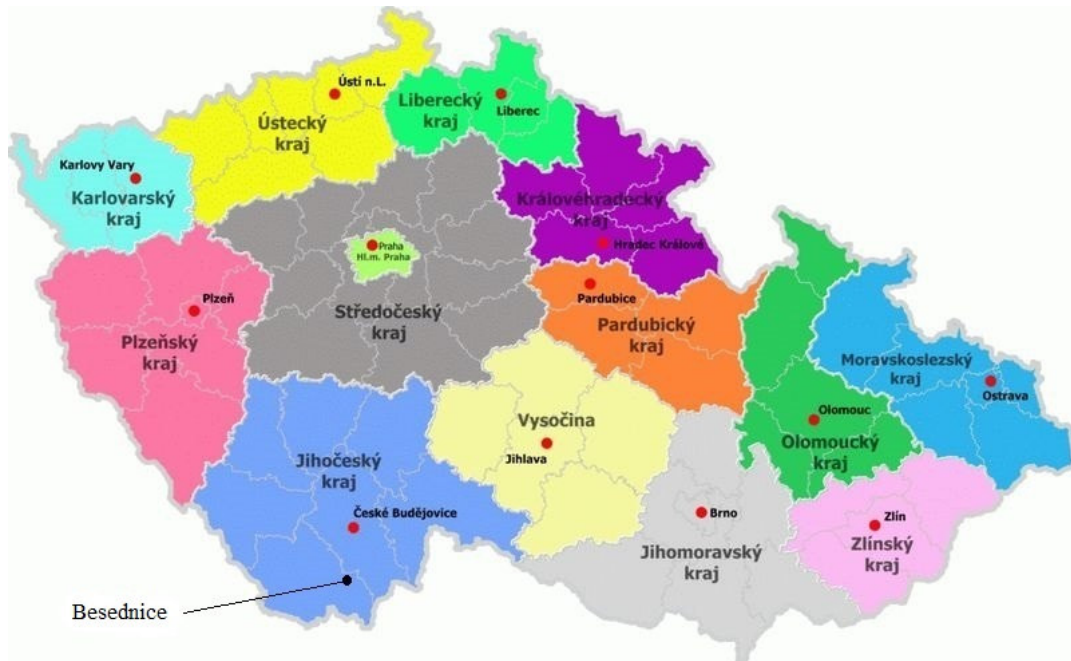 Ústí n.L.
Ústecký
kraj
Liberecký
kraj
Liberec
Karlovy Vary
Karlovarský
kraj
Královéhradecký
kraj
Hradec Králové
Praha
Hl.m. Praha
Plzeň
Plzeňský
kraj
Středočeský
kraj
Pardubice
Pardubický
kraj
Moravskoslezský
kraj
Ostrava
Olomouc
Olomoucký
kraj
Vysočina
Jihlava
Jihočeský
kraj
České Budějovice
Brno
Jihomoravský
kraj
Zlín
Zlínský
kraj
Besednice